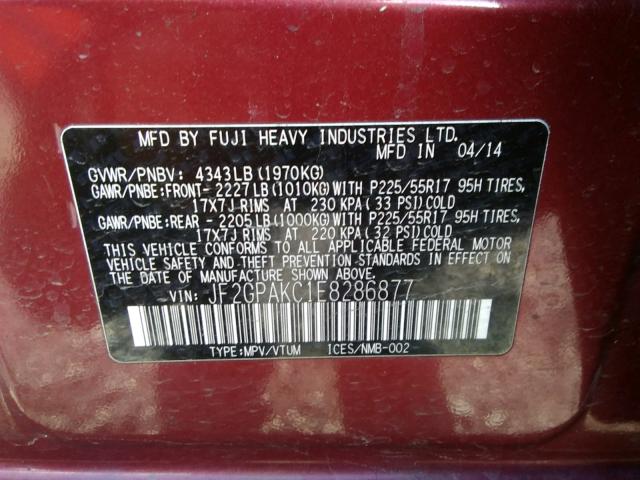 MFD BY FUJI HEAVY INDUSTRIES LTD.
MFD IN 04/14
GVWR/PNBV: 4343LB(1970KG)
GAWR/PNBE:FRONT- 2227LB(1010KG)WITH P225/55R17 95H TIRES,
17X7J RIMS AT 230 KPA(33 PSI)COLD
GAWR/PNBE:REAR - 2205LB(1000KG)WITH P225/55R17 95H TIRES,
17X7J RIMS AT 220 KPA(32 PSI)COLD
THIS VEHICLE CONFORMS TO ALL APPLICABLE FEDERAL MOTOR
VEHICLE SAFETY AND THEFT PREVENTION STANDARDS IN EFFECT ON
THE DATE OF MANUFACTURE SHOWN ABOVE.
VIN: JF2GPAKC1E8286877
TYPE:MPV/VTUM ICES/NMB-002